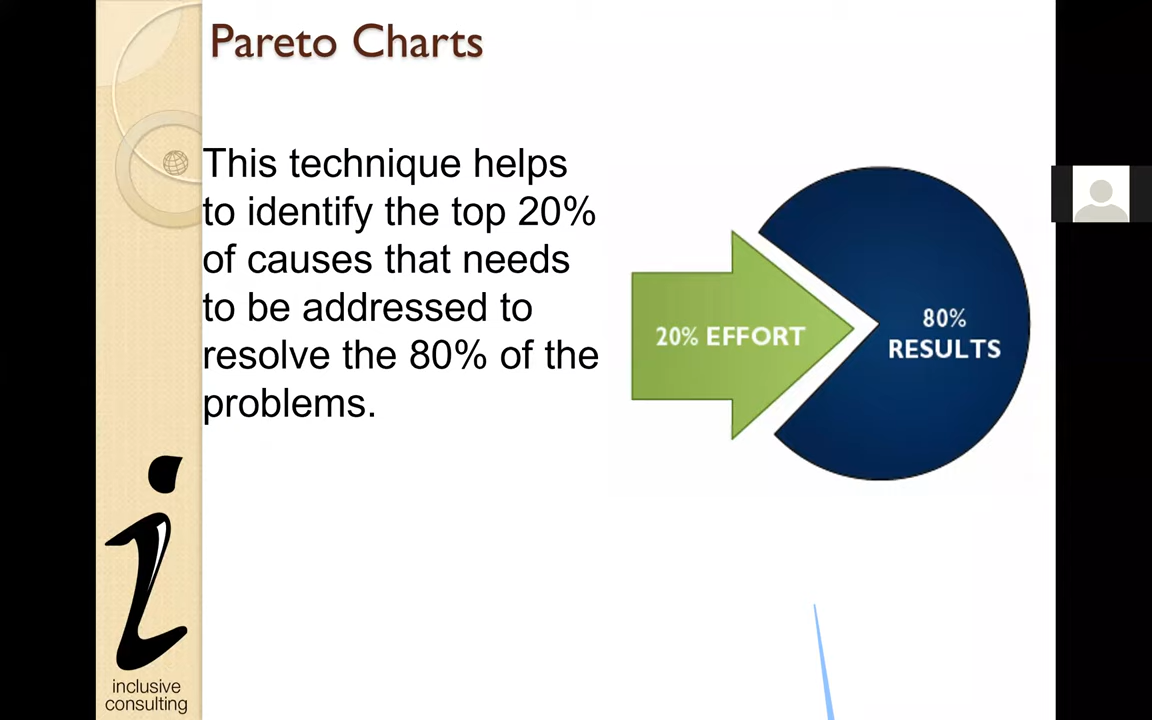 Pareto Charts
This technique helps
to identify the top 20%
of causes that needs
to be addressed to
resolve the 80% of the
problems.
20% EFFORT
80%
RESULTS
i
inclusive
consulting